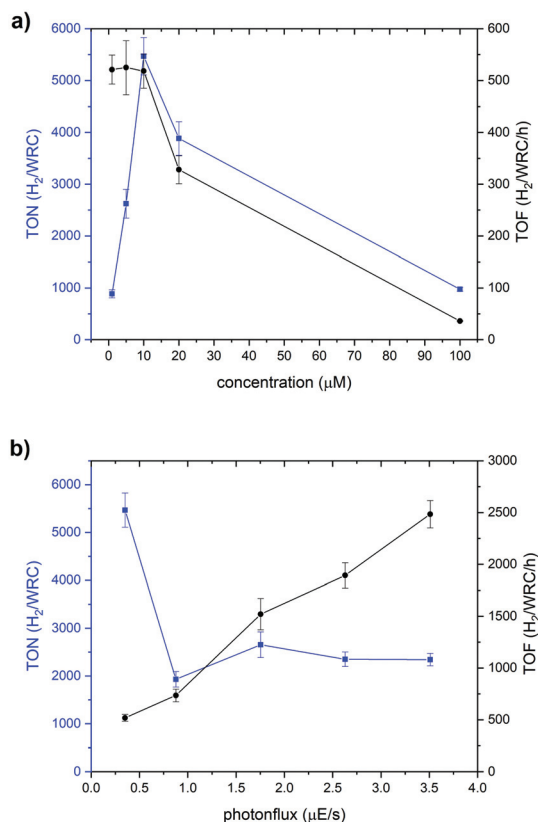 a)
6000
5000
4000
3000
2000
1000
0
TON (H₂/WRC)
600
500
400
300
200
100
0
TOF (H₂/WRC/h)
0 10 20 30 40 50 60 70 80 90 100
concentration (μM)
b)
6000
5000
4000
3000
2000
1000
0
TON (H₂/WRC)
3000
2500
2000
1500
1000
500
0
TOF (H₂/WRC/h)
0.0 0.5 1.0 1.5 2.0 2.5 3.0 3.5 4.0
photonflux (μE/s)